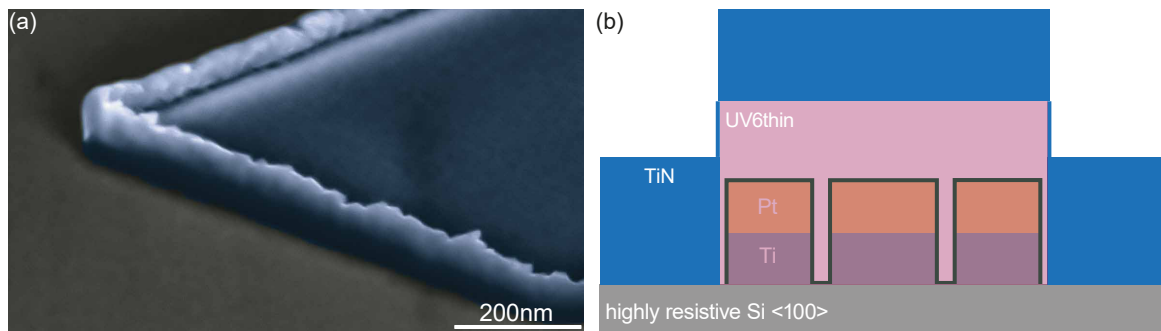 (a)
200nm
(b)
UV6thin
TiN
Pt
Ti
highly resistive Si <100>